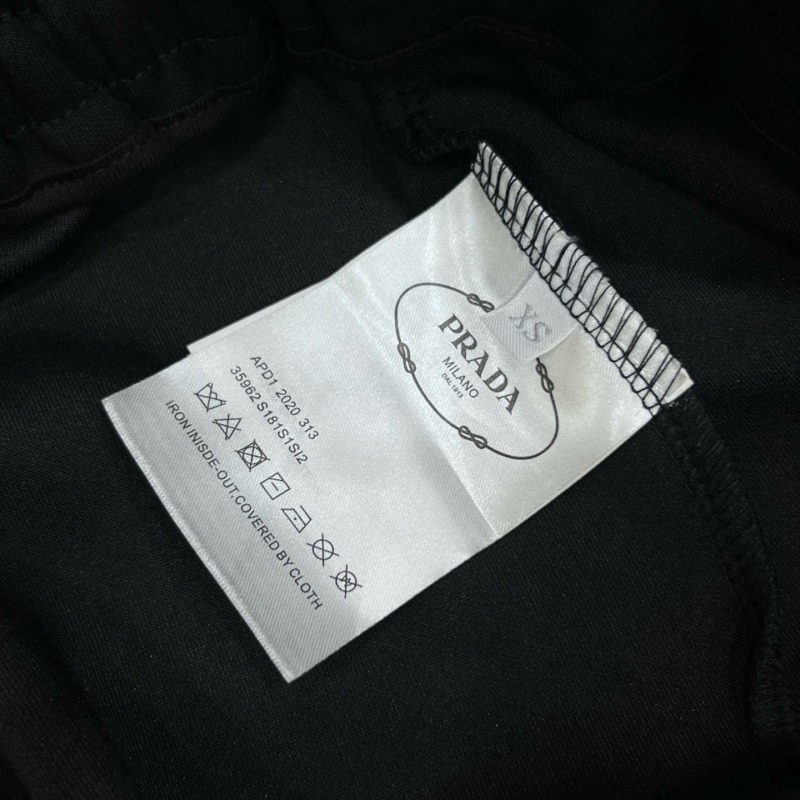 XS
PRADA
MILANO
DAL 1913
APD1 2020 313
35962 S181S1SI2
IRON INISDE-OUT,COVERED BY CLOTH